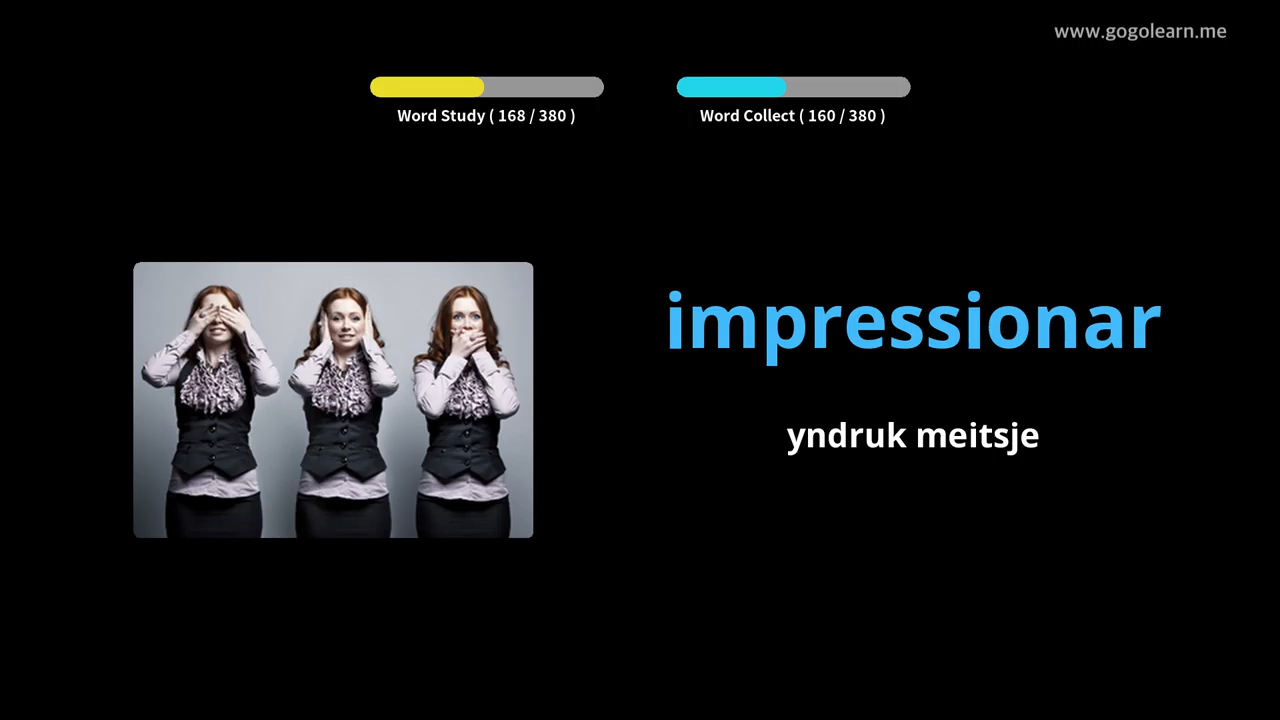 www.gogolearn.me
Word Study ( 168 / 380 )
Word Collect ( 160 / 380 )
impressionar
yndruk meitsje